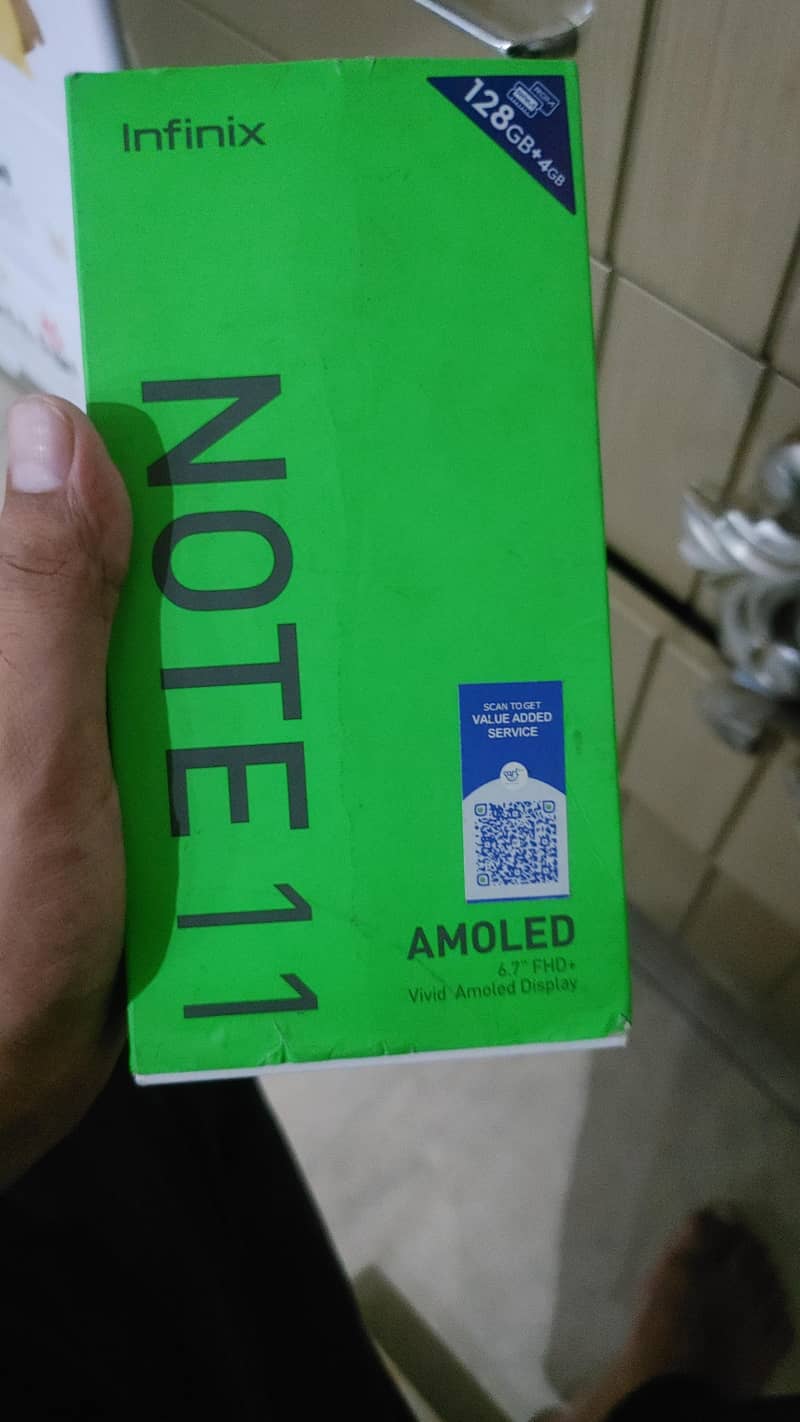 Infinix
128GB+4GB
NOTE 11
SCAN TO GET
VALUE ADDED
SERVICE
AMOLED
6.7" FHD+
Vivid Amoled Display